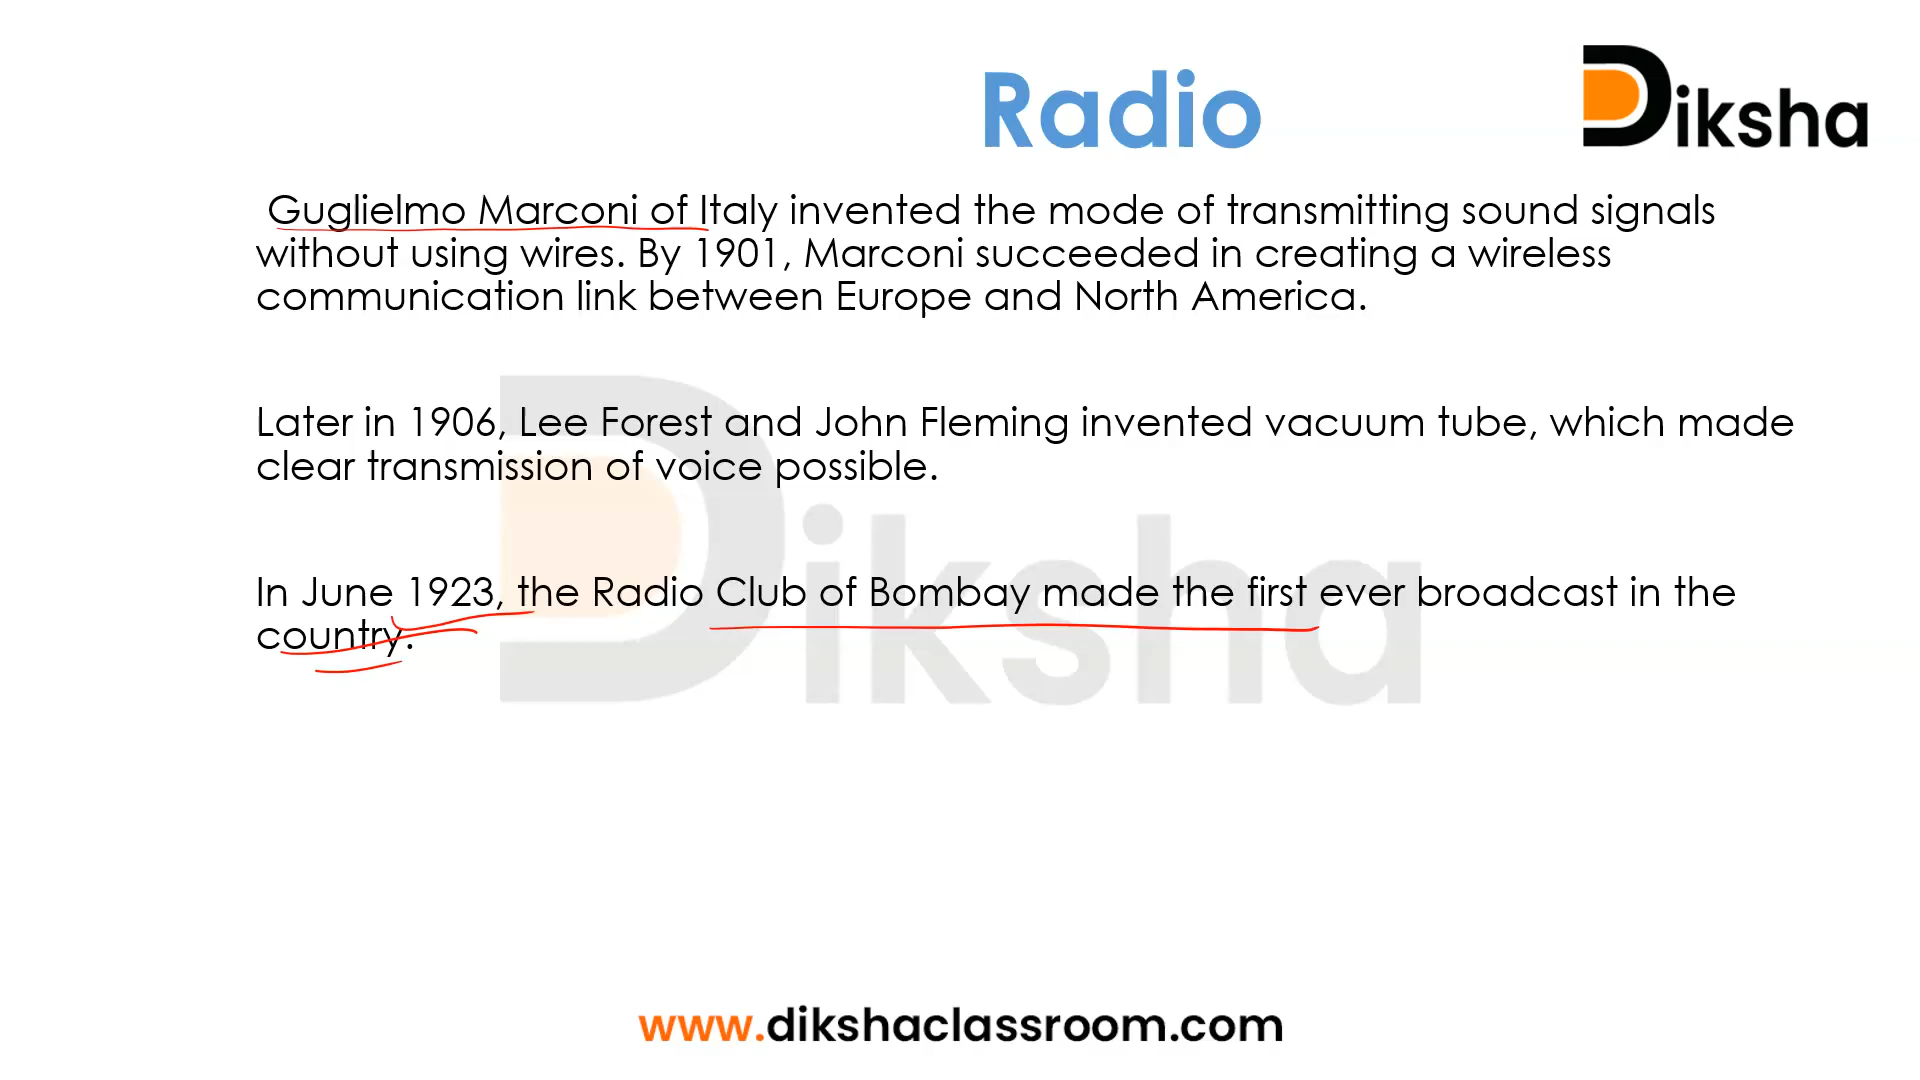 Radio
Diksha
Guglielmo Marconi of Italy invented the mode of transmitting sound signals
without using wires. By 1901, Marconi succeeded in creating a wireless
communication link between Europe and North America.
Later in 1906, Lee Forest and John Fleming invented vacuum tube, which made
clear transmission of voice possible.
Diksha
In June 1923, the Radio Club of Bombay made the first ever broadcast in the
country.
www.dikshaclassroom.com